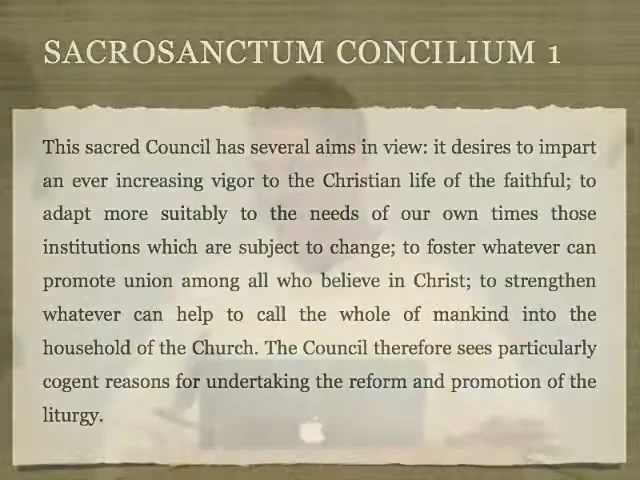 SACROSANCTUM CONCILIUM 1
This sacred Council has several aims in view: it desires to impart
an ever increasing vigor to the Christian life of the faithful; to
adapt more suitably to the needs of our own times those
institutions which are subject to change; to foster whatever can
promote union among all who believe in Christ; to strengthen
whatever can help to call the whole of mankind into the
household of the Church. The Council therefore sees particularly
cogent reasons for undertaking the reform and promotion of the
liturgy.